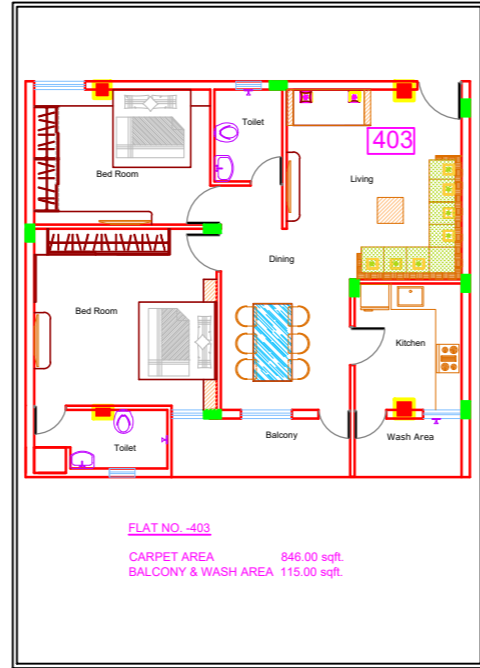 Toilet
403
Bed Room
Living
Dining
Bed Room
Kitchen
Toilet
Balcony
Wash Area
FLAT NO. -403
CARPET AREA 846.00 sqft.
BALCONY & WASH AREA 115.00 sqft.